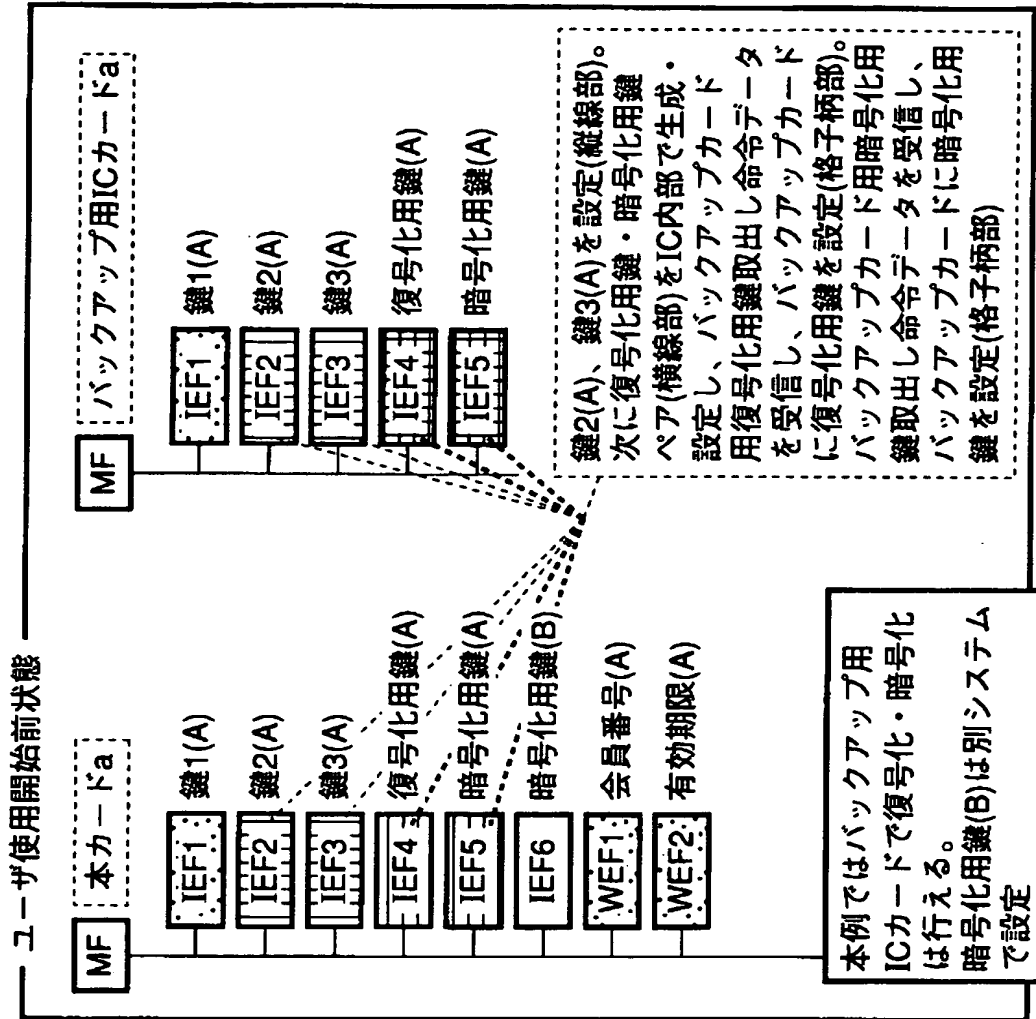 ユーザ使用開始前状態
本カードa
MF
IEF1 鍵1(A)
IEF2 鍵2(A)
IEF3 鍵3(A)
IEF4 復号化用鍵(A)
IEF5 暗号化用鍵(A)
IEF6 暗号化用鍵(B)
WEF1 会員番号(A)
WEF2 有効期限(A)
バックアップ用ICカードa
MF
IEF1 鍵1(A)
IEF2 鍵2(A)
IEF3 鍵3(A)
IEF4 復号化用鍵(A)
IEF5 暗号化用鍵(A)
本例ではバックアップ用
ICカードで復号化・暗号化
は行える。
暗号化用鍵(B)は別システム
で設定
鍵2(A)、鍵3(A)を設定(縦線部)。
次に復号化用鍵・暗号化用鍵
ペア(横線部)をIC内部で生成・
設定し、バックアップカード
用復号化用鍵取出し命令データ
を受信し、バックアップカード
に復号化用鍵を設定(格子柄部)。
バックアップカード用暗号化用
鍵取出し命令データを受信し、
バックアップカードに暗号化用
鍵を設定(格子柄部)